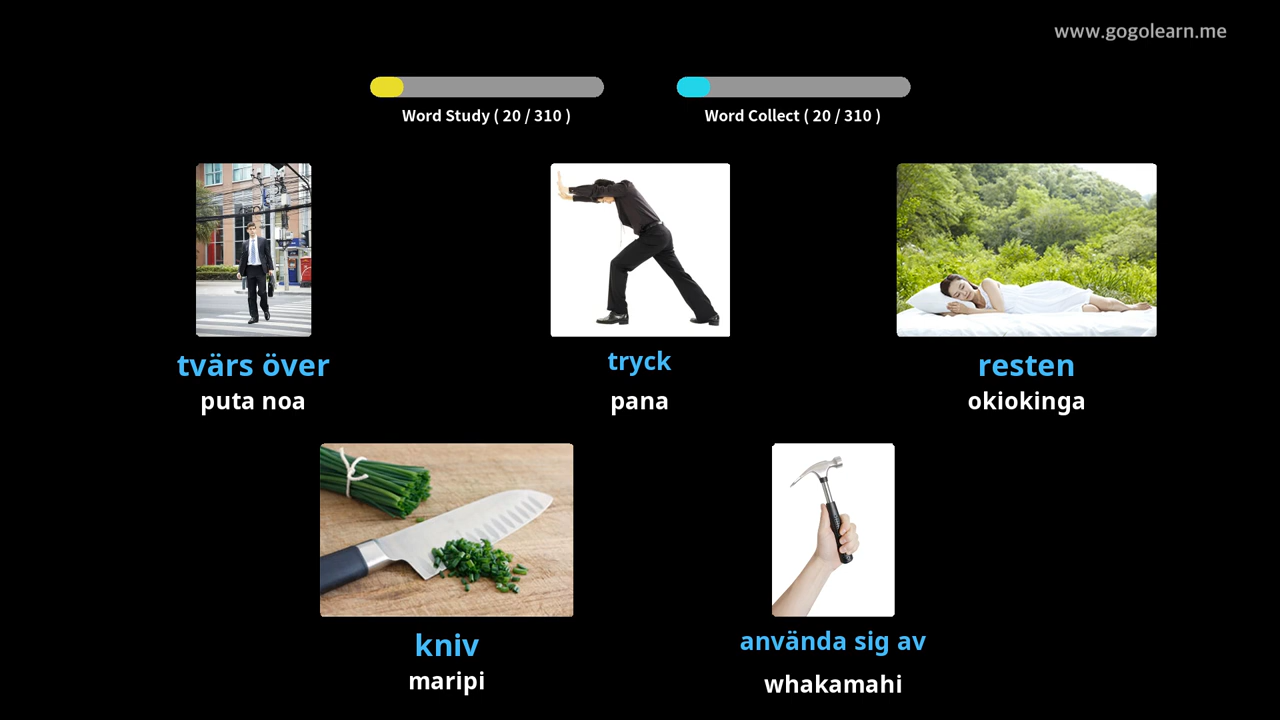 www.gogolearn.me
Word Study ( 20 / 310 )
Word Collect ( 20 / 310 )
tvärs över
puta noa
tryck
pana
resten
okiokinga
kniv
maripi
använda sig av
whakamahi